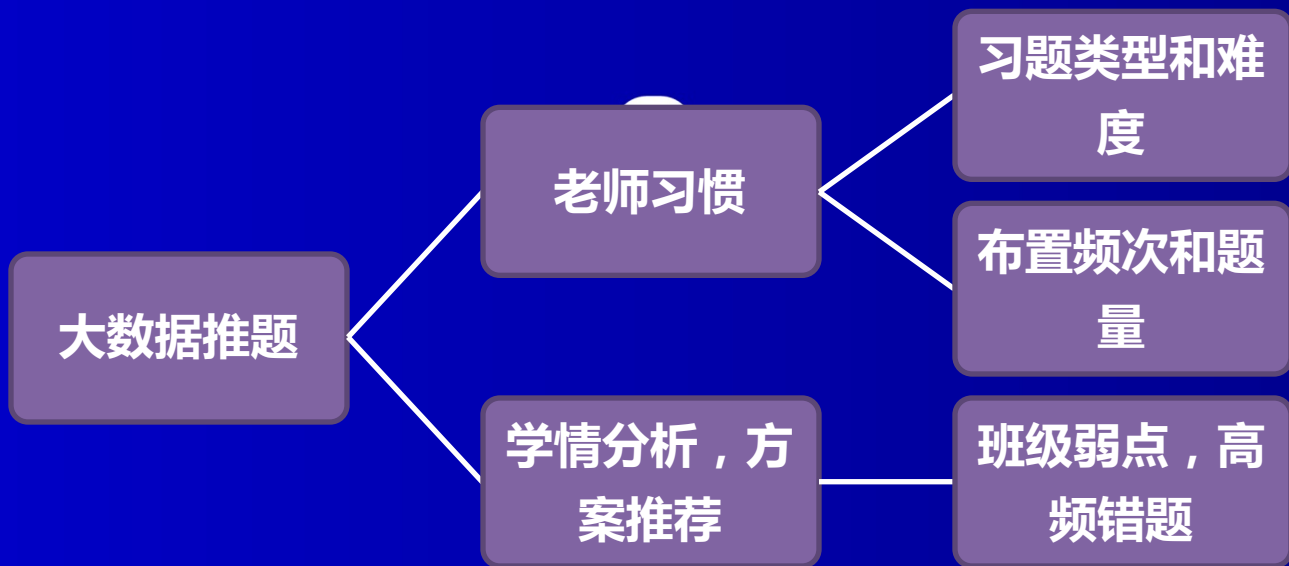 大数据推题
老师习惯
习题类型和难
度
布置频次和题
量
学情分析，方
案推荐
班级弱点，高
频错题